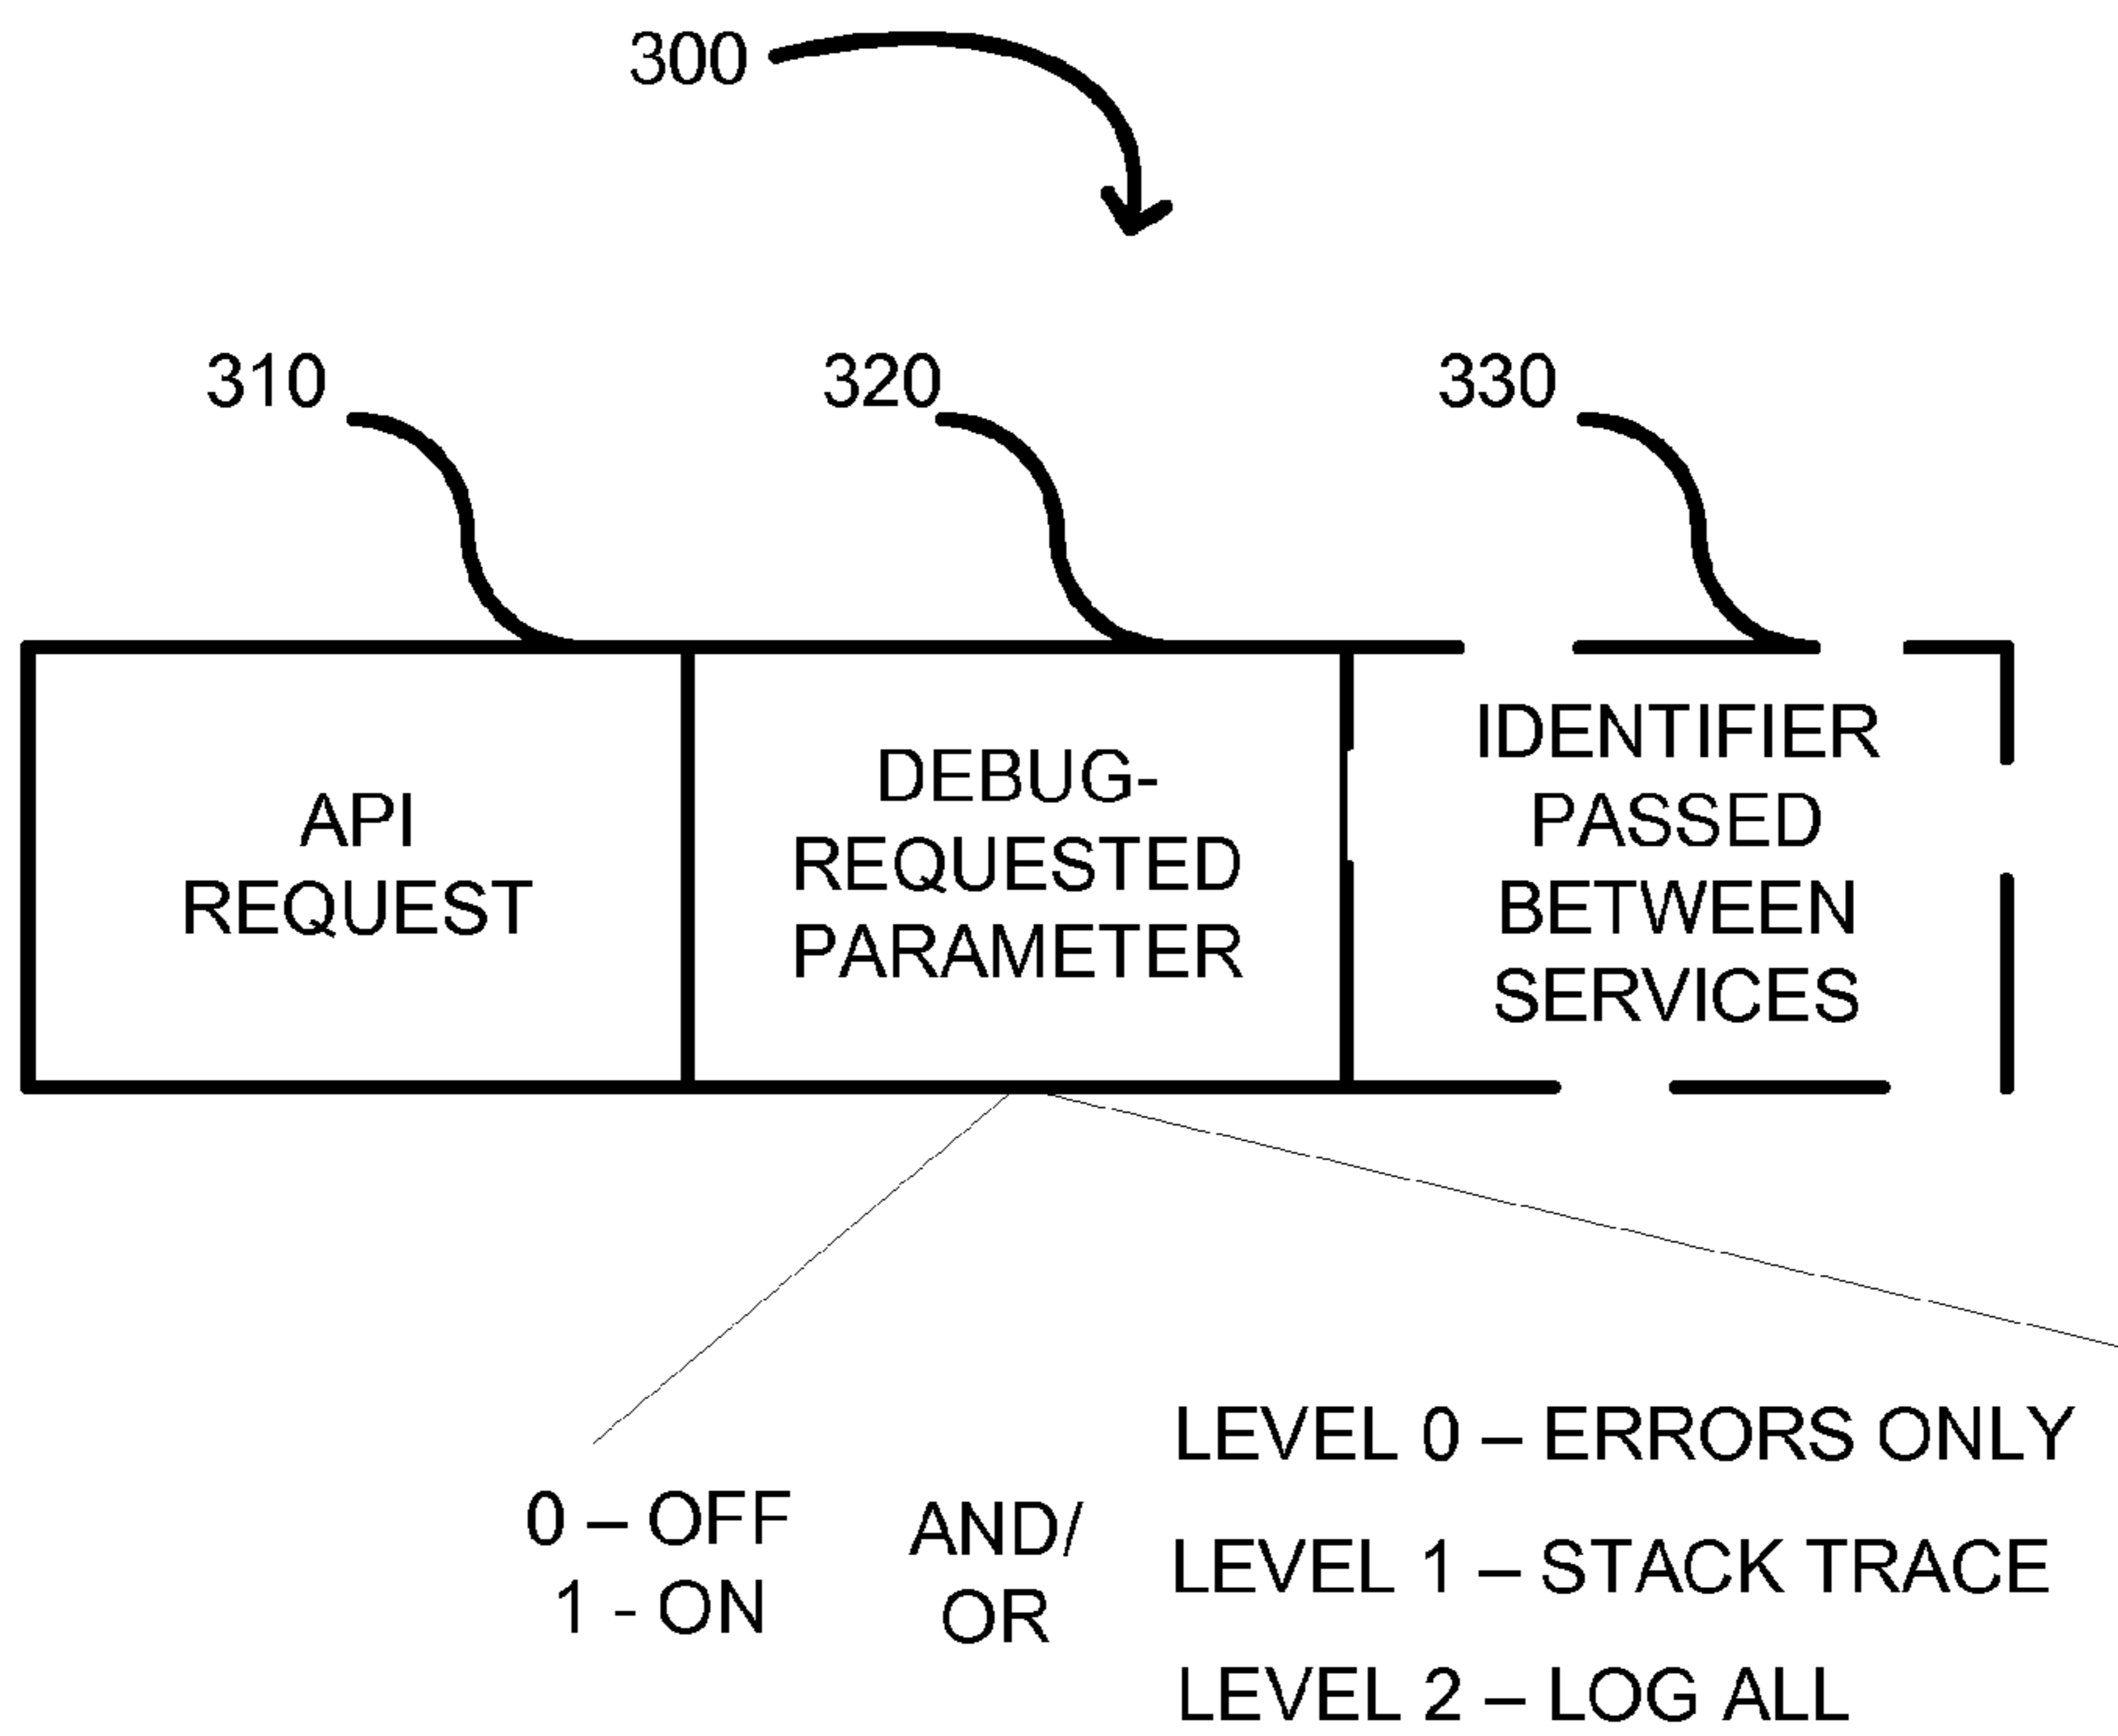 300
310
320
330
API
REQUEST
DEBUG-
REQUESTED
PARAMETER
IDENTIFIER
PASSED
BETWEEN
SERVICES
0 – OFF
1 - ON
AND/
OR
LEVEL 0 – ERRORS ONLY
LEVEL 1 – STACK TRACE
LEVEL 2 – LOG ALL